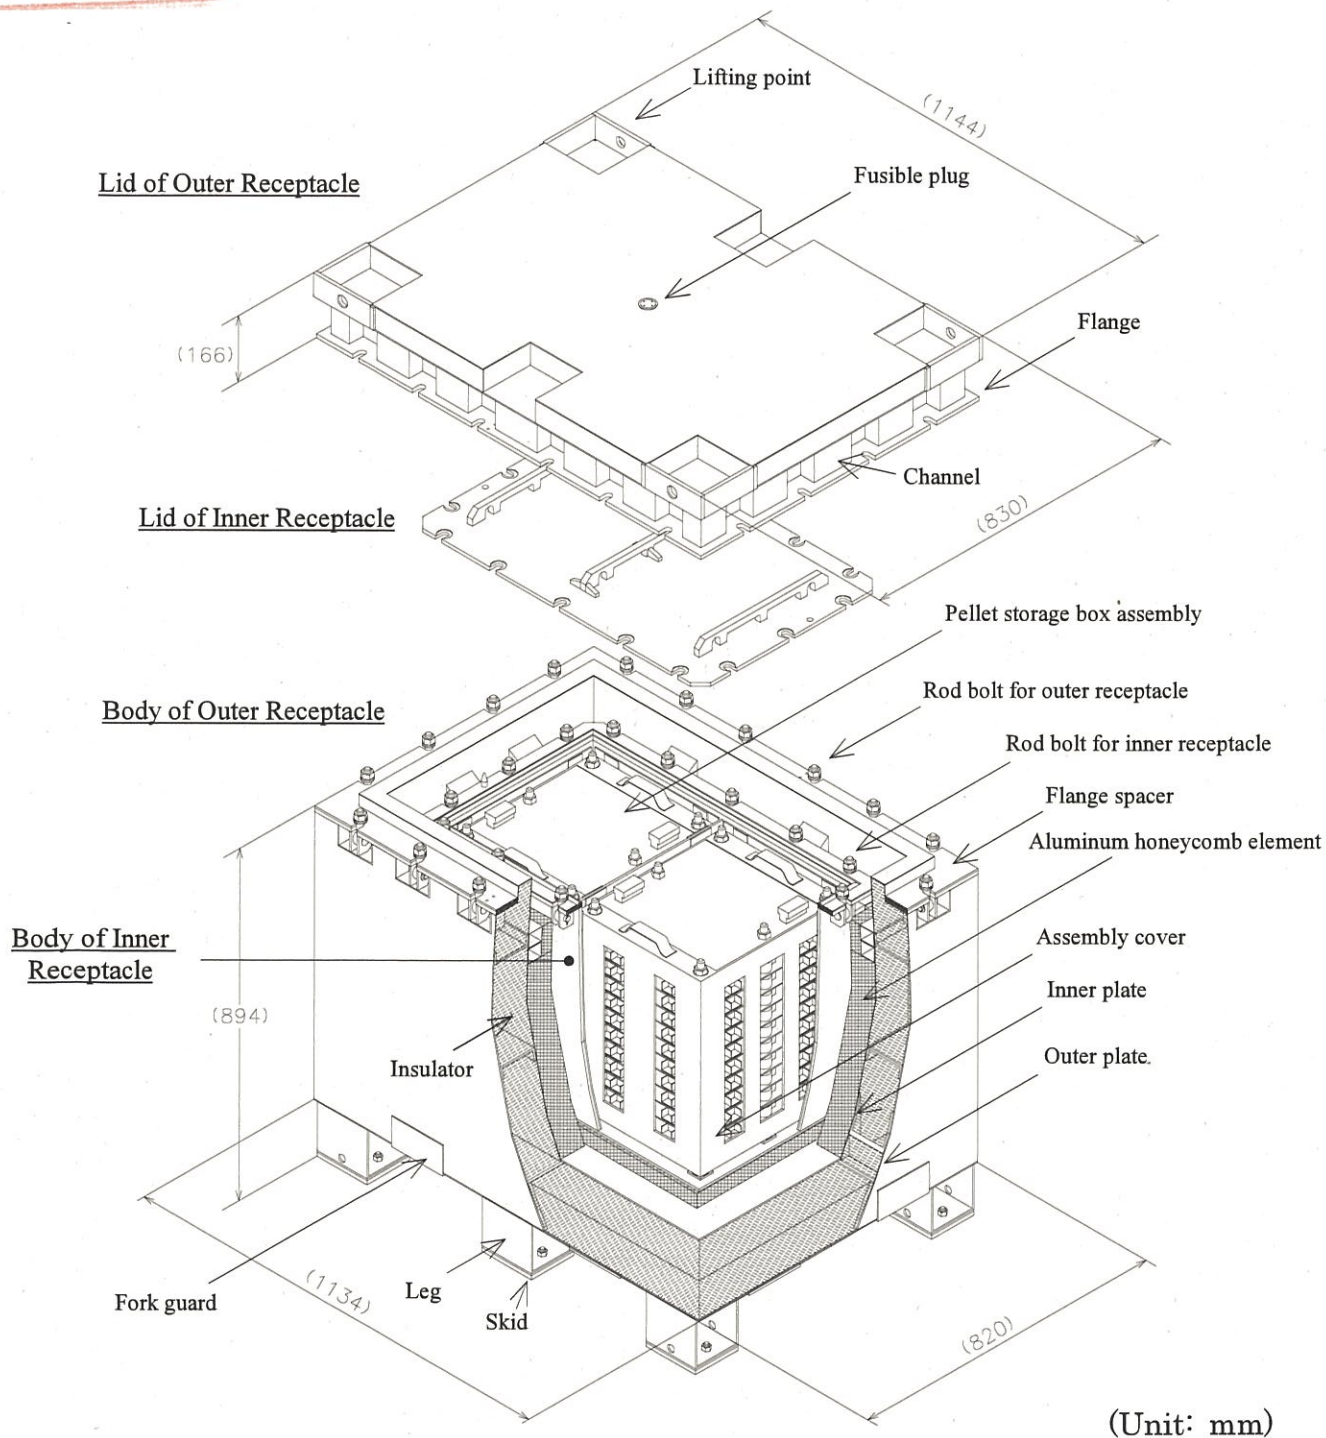 Lifting point
(1144)
Lid of Outer Receptacle
Fusible plug
Flange
(166)
Channel
Lid of Inner Receptacle
(830)
Pellet storage box assembly
Rod bolt for outer receptacle
Body of Outer Receptacle
Rod bolt for inner receptacle
Flange spacer
Aluminum honeycomb element
Body of Inner
Receptacle
Assembly cover
Inner plate
(894)
Outer plate.
Insulator
Fork guard
(1134)
Leg
Skid
(820)
(Unit: mm)